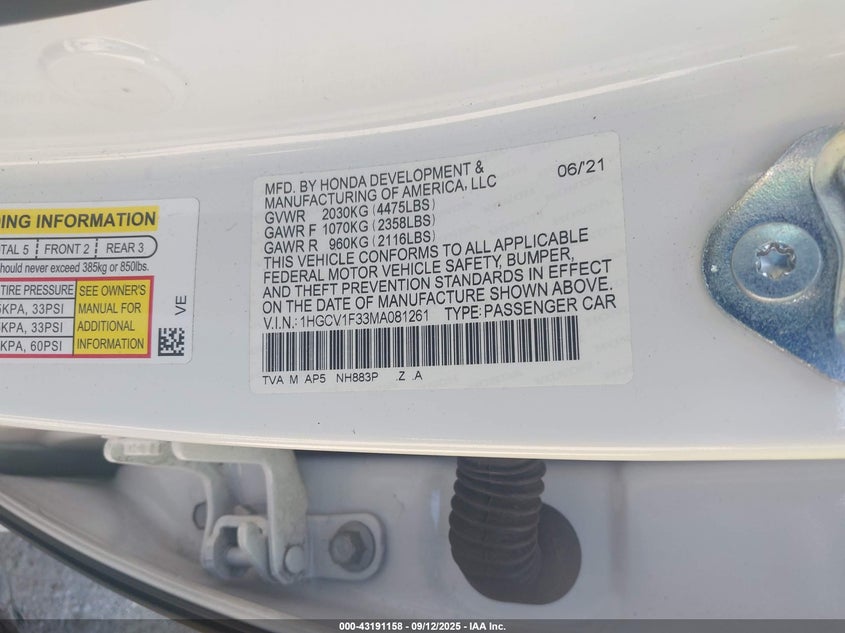 DING INFORMATION
TOTAL 5 FRONT 2 REAR 3
should never exceed 385kg or 850lbs.
TIRE PRESSURE SEE OWNER'S
KPA, 33PSI MANUAL FOR
KPA, 33PSI ADDITIONAL
KPA, 60PSI INFORMATION
VE
MFD. BY HONDA DEVELOPMENT & 06/'21
MANUFACTURING OF AMERICA, LLC
GVWR 2030KG (4475LBS)
GAWR F 1070KG (2358LBS)
GAWR R 960KG (2116LBS)
THIS VEHICLE CONFORMS TO ALL APPLICABLE
FEDERAL MOTOR VEHICLE SAFETY, BUMPER,
AND THEFT PREVENTION STANDARDS IN EFFECT
ON THE DATE OF MANUFACTURE SHOWN ABOVE.
V.I.N.: 1HGCV1F33MA081261 TYPE: PASSENGER CAR
TVA M AP5 NH883P .Z .A
000-43191158 - 09/12/2025 - IAA Inc.